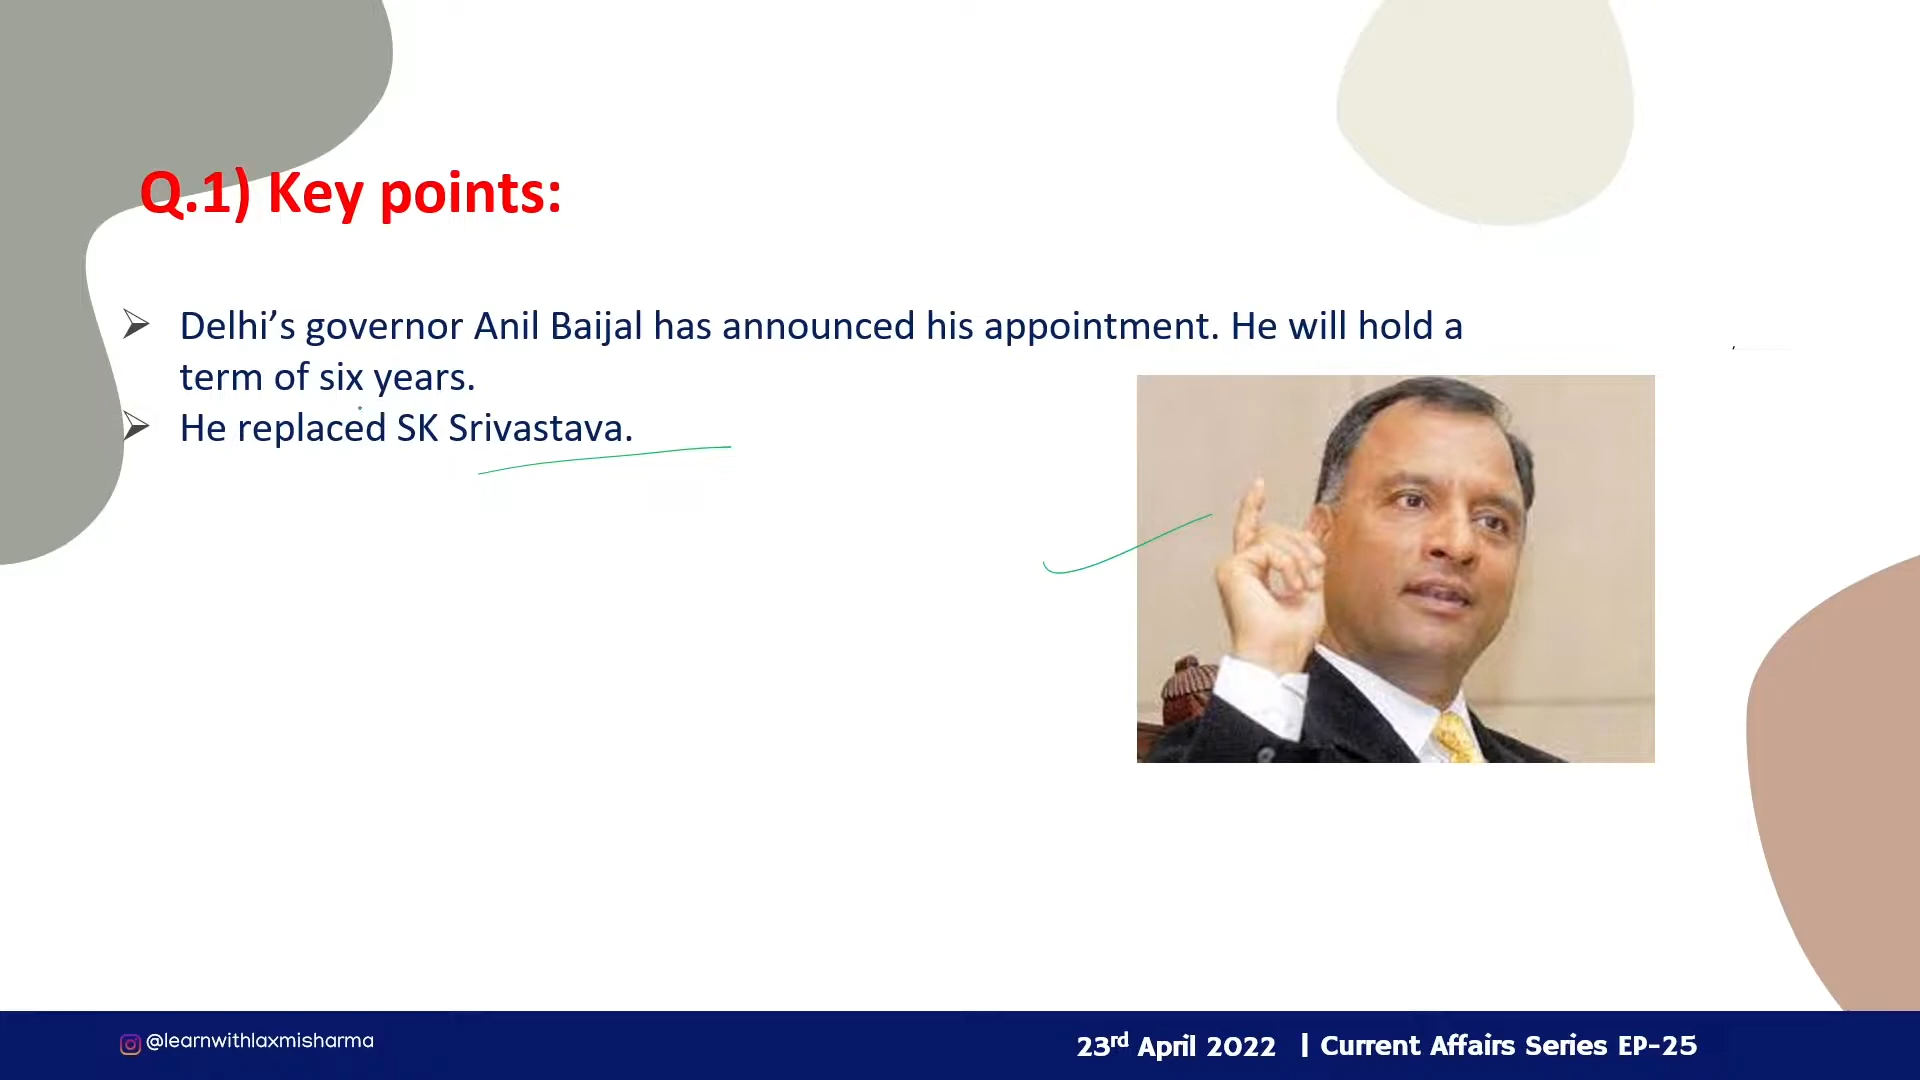 Q.1) Key points:
Delhi’s governor Anil Baijal has announced his appointment. He will hold a
term of six years.
He replaced SK Srivastava.
@learnwithlaxmisharma
23rd April 2022 | Current Affairs Series EP-25